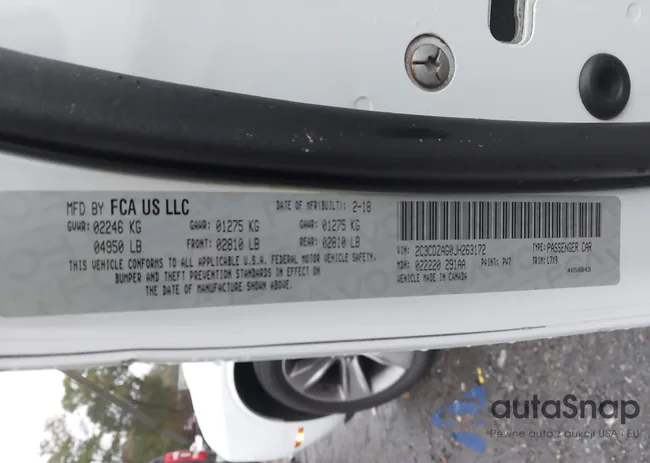 MFD BY FCA US LLC
DATE OF MFR(BUILT): 2-18
GVWR: 02246 KG GAWR: 01275 KG GAWR: 01275 KG
04950 LB FRONT: 02810 LB REAR: 02810 LB
THIS VEHICLE CONFORMS TO ALL APPLICABLE U.S.A. FEDERAL MOTOR VEHICLE SAFETY,
BUMPER AND THEFT PREVENTION STANDARDS IN EFFECT ON
THE DATE OF MANUFACTURE SHOWN ABOVE.
VIN: 2C3CDZAG0JH263172 TYPE: PASSENGER CAR
MDH: 022220 291AA PAINT: PW7 TRIM: L7X9
VEHICLE MADE IN CANADA
autoSnap
Pewne auta z aukcji USA i EU